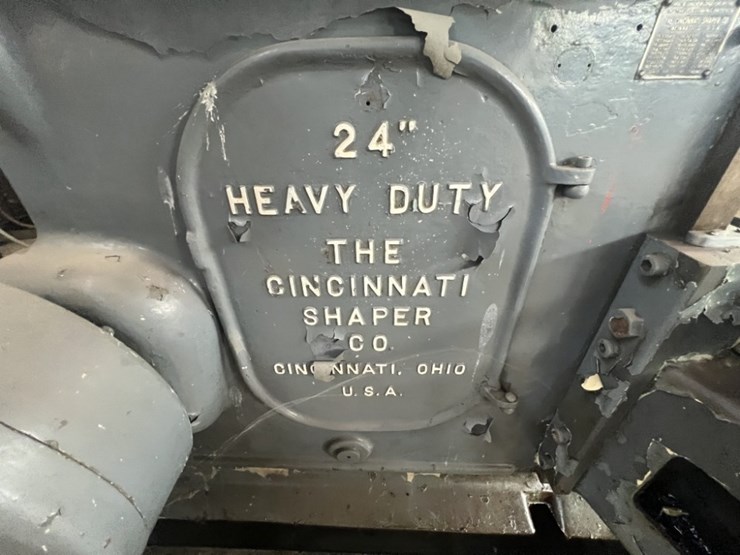 24"
HEAVY DUTY
THE
CINCINNATI
SHAPER
CO.
CINCINNATI, OHIO
U.S.A.